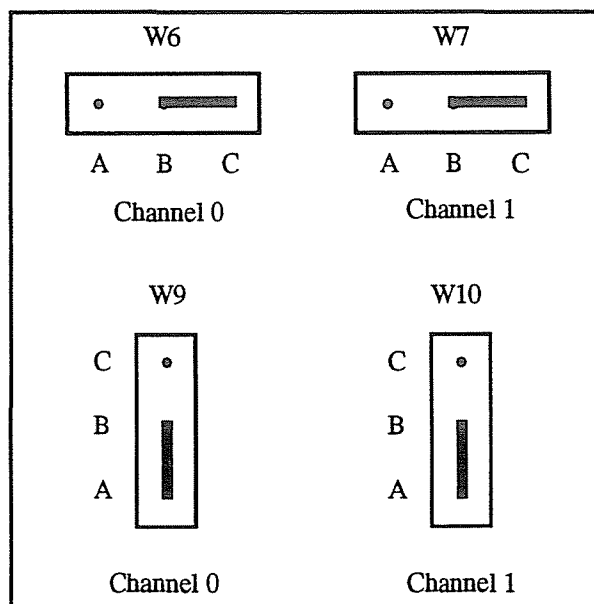 W6 W7
A B C A B C
Channel 0 Channel 1
W9 W10
C C
B B
A A
Channel 0 Channel 1